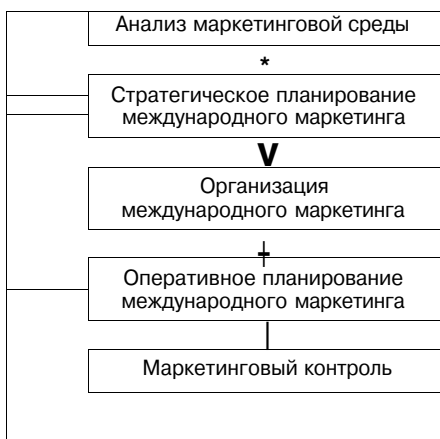 Анализ маркетинговой среды
*
Стратегическое планирование
международного маркетинга
V
Организация
международного маркетинга
Оперативное планирование
международного маркетинга
Маркетинговый контроль